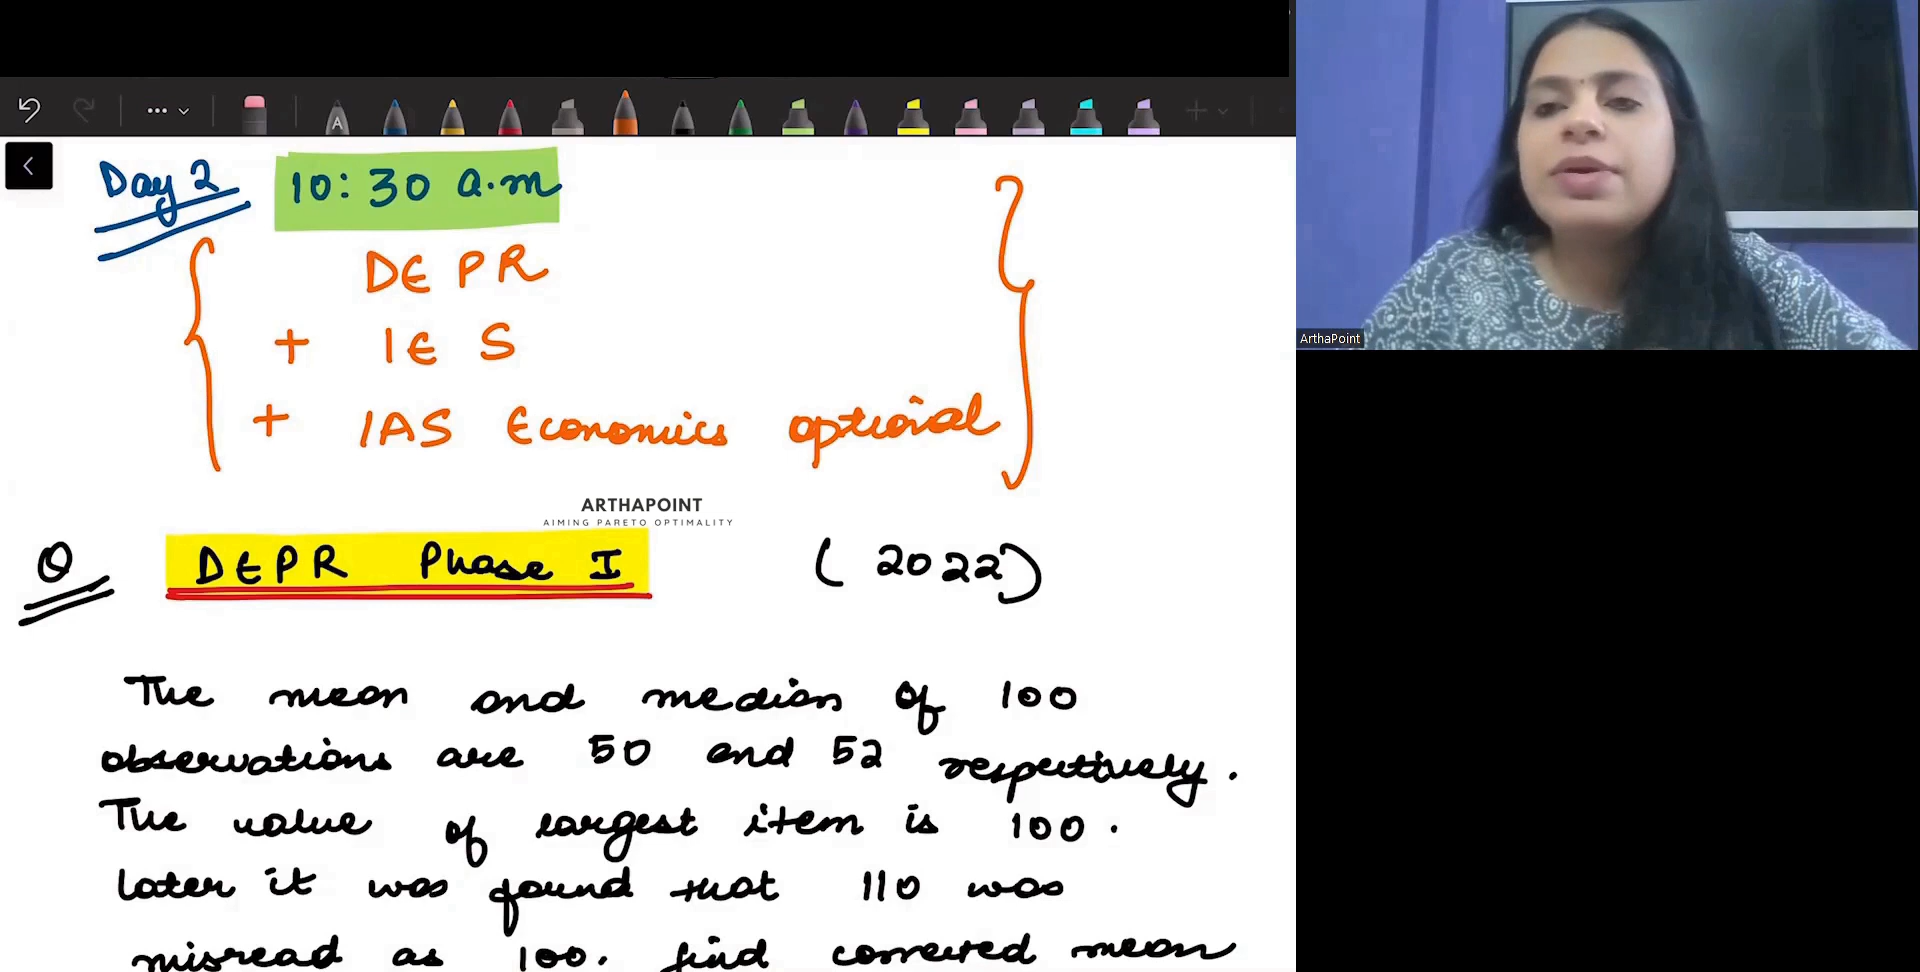 Day 2 10:30 a.m
DEPR
+ IES
+ IAS Economics optional
ARTHAPOINT
AIMING PARETO OPTIMALITY
Q DEPR Phase I (2022)
The mean and median of 100
observations are 50 and 52 respectively.
The value of largest item is 100.
Later it was found that 110 was
misread as 100. find corrected mean
A
ArthaPoint